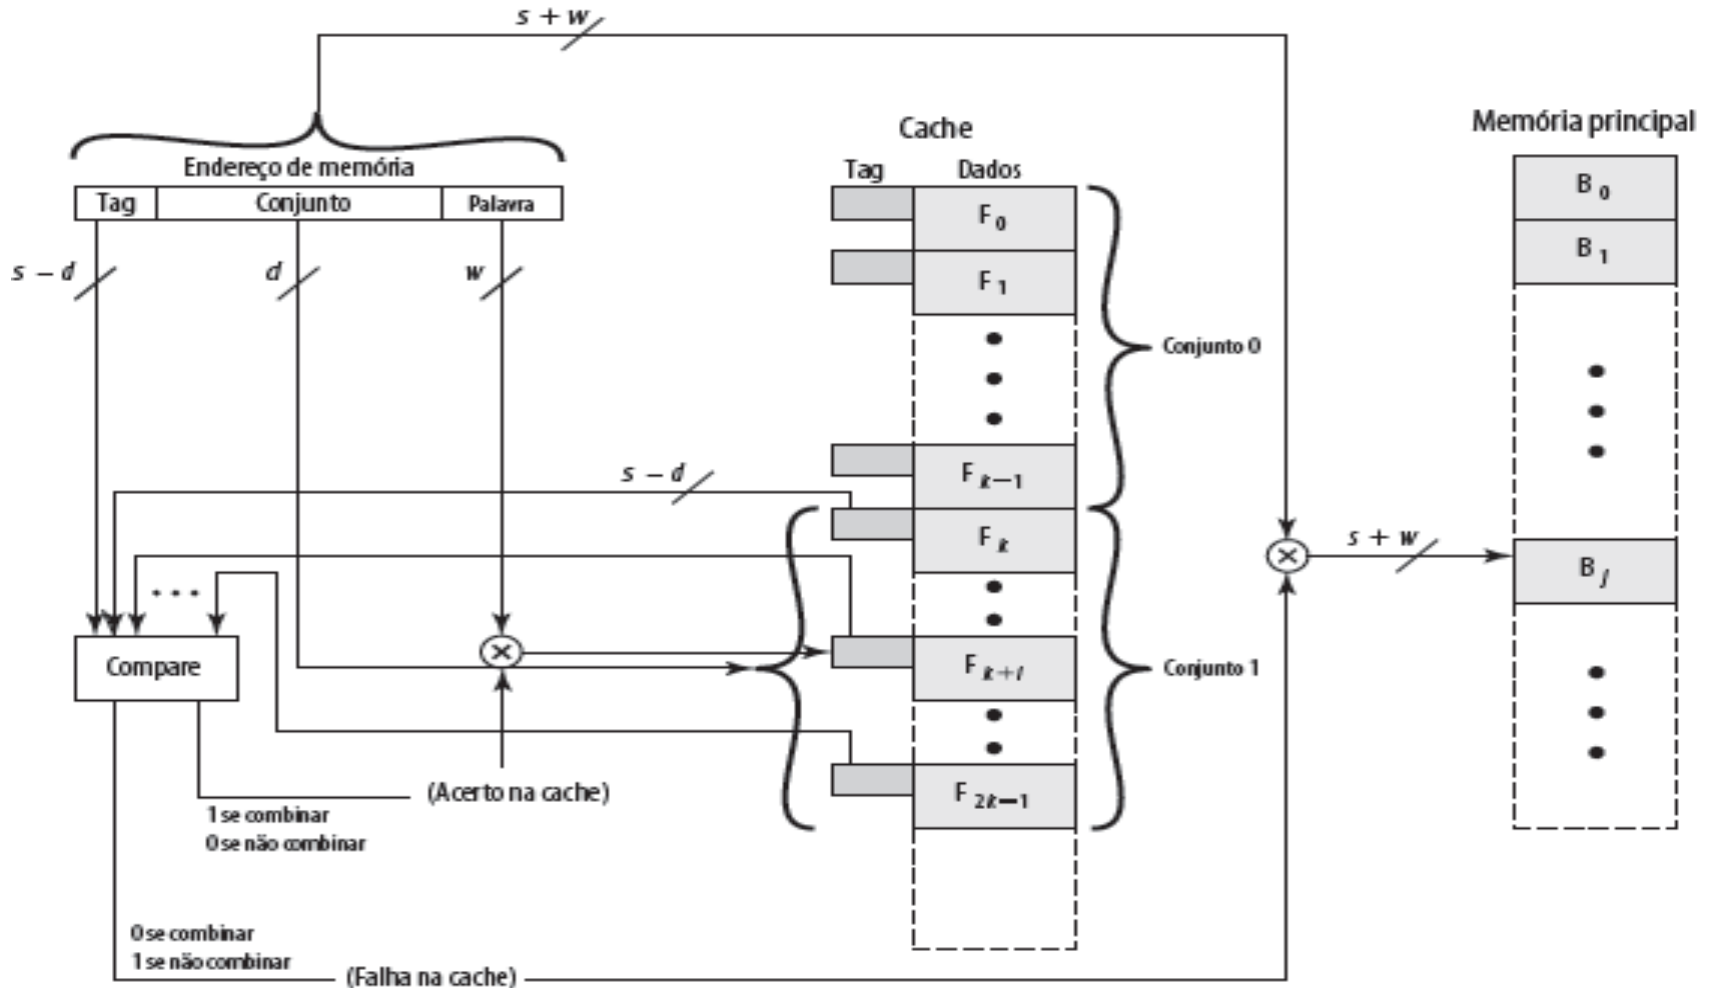 s + w
Endereço de memória
Tag Conjunto Palavra
s – d
d
w
Cache
Tag Dados
F 0
F 1
Conjunto 0
F k–1
s – d
F k
F k+i
Conjunto 1
F 2k–1
Compare
(Acerto na cache)
1 se combinar
0 se não combinar
0 se combinar
1 se não combinar
(Falha na cache)
s + w
Memória principal
B 0
B 1
B j